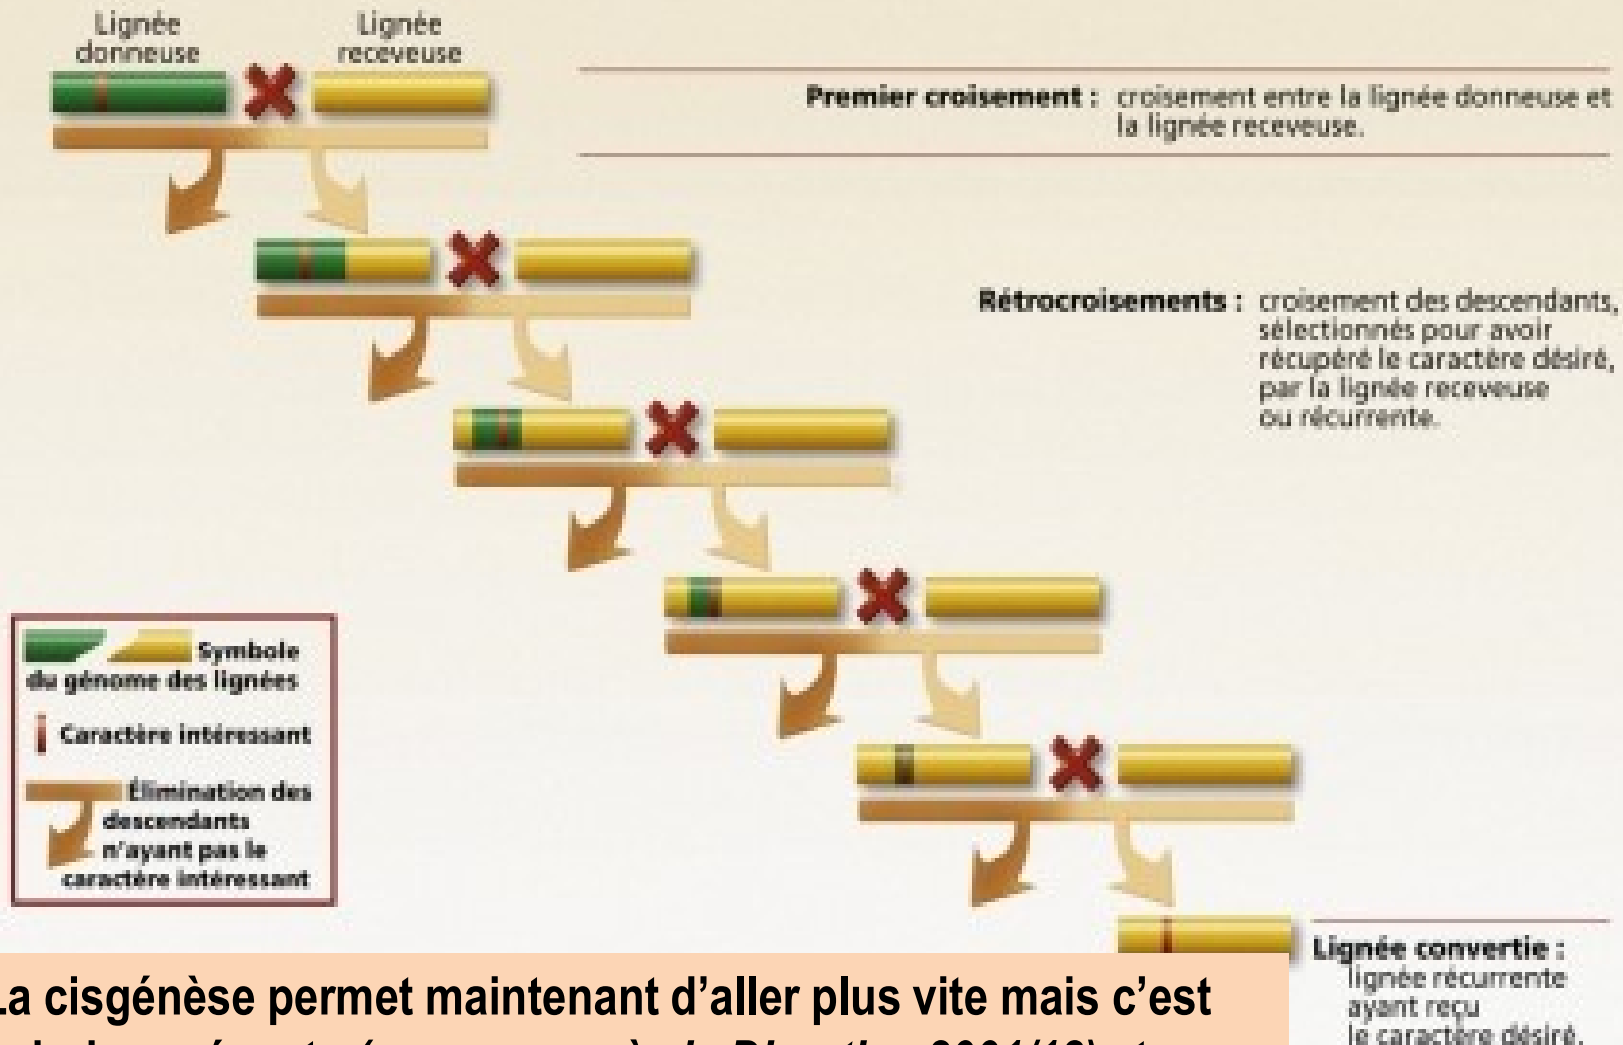 Lignée
donneuse
Lignée
receveuse
Premier croisement : croisement entre la lignée donneuse et
la lignée receveuse.
Rétrocroisements : croisement des descendants,
sélectionnés pour avoir
récupéré le caractère désiré,
par la lignée receveuse
ou récurrente.
Symbole
du génome des lignées
Caractère intéressant
Élimination des
descendants
n'ayant pas le
caractère intéressant
Lignée convertie :
lignée récurrente
ayant reçu
le caractère désiré.
La cisgénèse permet maintenant d'aller plus vite mais c'est